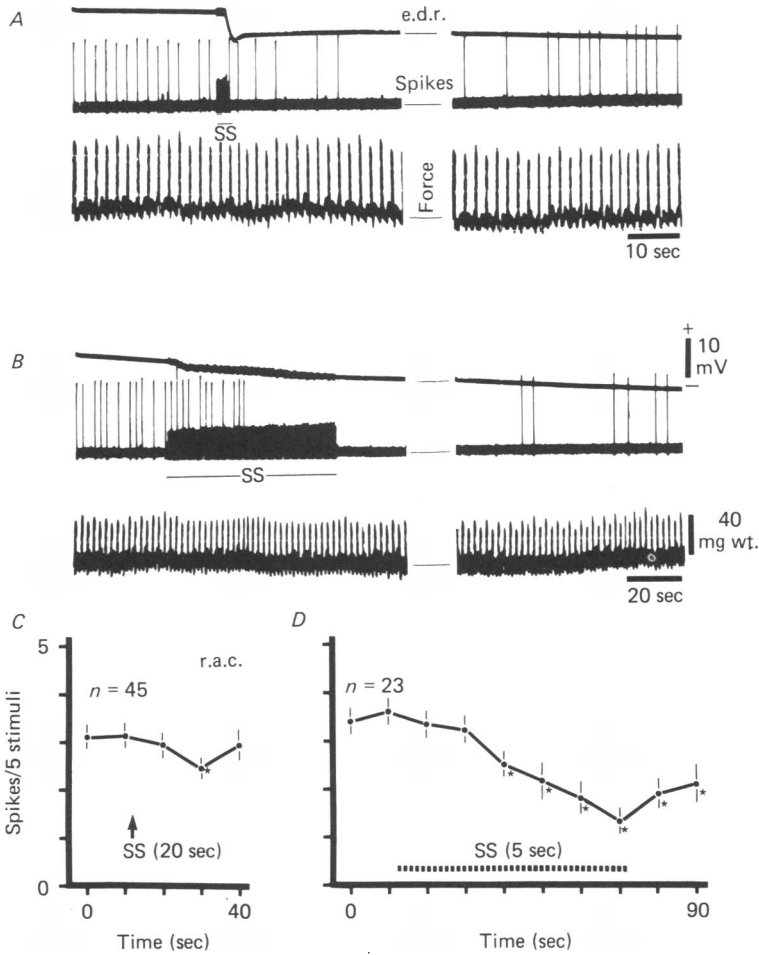 A
e.d.r.
Spikes
SS
Force
10 sec
B
+
10
mV
−
SS
40
mg wt.
20 sec
C
D
5
r.a.c.
n = 45
n = 23
Spikes/5 stimuli
SS (20 sec)
SS (5 sec)
0
0
40
0
90
Time (sec)
Time (sec)